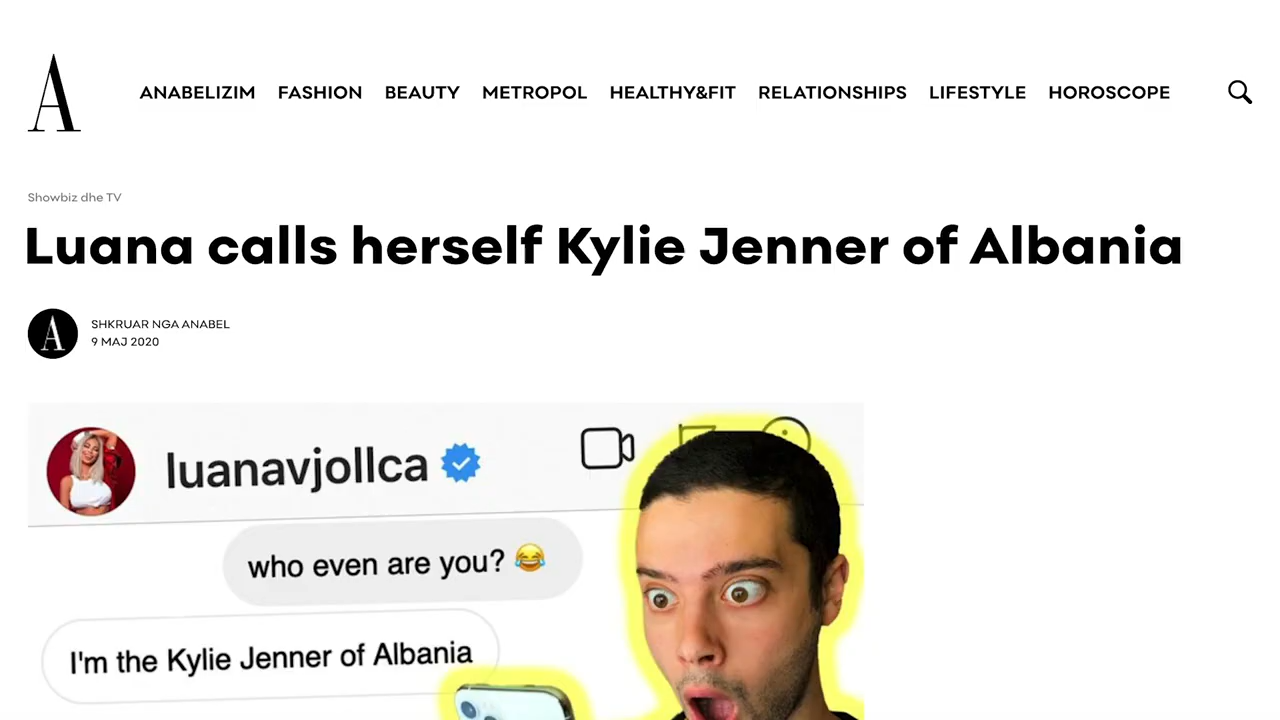 A
ANABELIZIM FASHION BEAUTY METROPOL HEALTHY&FIT RELATIONSHIPS LIFESTYLE HOROSCOPE
Showbiz dhe TV
Luana calls herself Kylie Jenner of Albania
A
SHKRUAR NGA ANABEL
9 MAJ 2020
luanavjollca
who even are you? 😂
I'm the Kylie Jenner of Albania